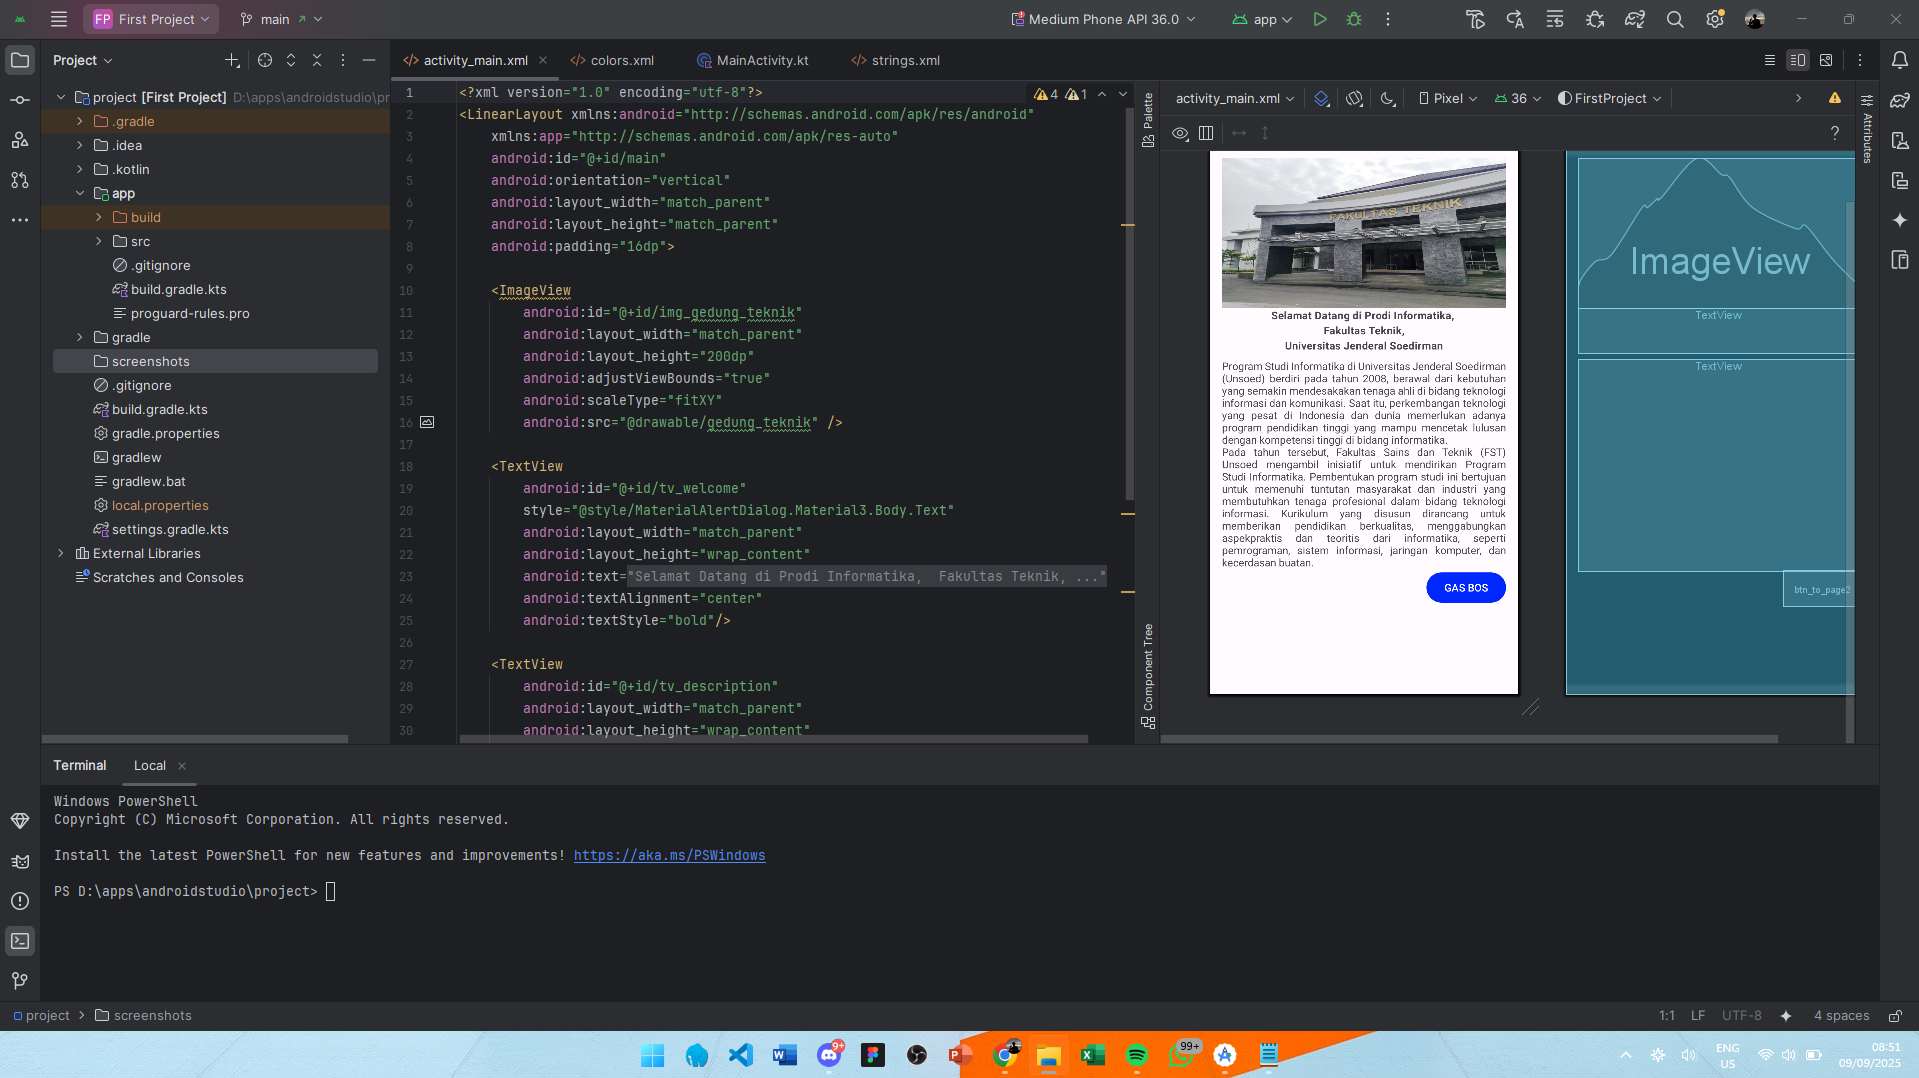 FP First Project
main
Medium Phone API 36.0
app
Project
activity_main.xml
colors.xml
MainActivity.kt
strings.xml
project [First Project] D:\apps\androidstudio\pr
.gradle
.idea
.kotlin
app
build
src
.gitignore
build.gradle.kts
proguard-rules.pro
gradle
screenshots
.gitignore
build.gradle.kts
gradle.properties
gradlew
gradlew.bat
local.properties
settings.gradle.kts
External Libraries
Scratches and Consoles
4 1
1 <?xml version="1.0" encoding="utf-8"?>
2 <LinearLayout xmlns:android="http://schemas.android.com/apk/res/android"
3 xmlns:app="http://schemas.android.com/apk/res-auto"
4 android:id="@+id/main"
5 android:orientation="vertical"
6 android:layout_width="match_parent"
7 android:layout_height="match_parent"
8 android:padding="16dp">
9
10 <ImageView
11 android:id="@+id/img_gedung_teknik"
12 android:layout_width="match_parent"
13 android:layout_height="200dp"
14 android:adjustViewBounds="true"
15 android:scaleType="fitXY"
16 android:src="@drawable/gedung_teknik" />
17
18 <TextView
19 android:id="@+id/tv_welcome"
20 style="@style/MaterialAlertDialog.Material3.Body.Text"
21 android:layout_width="match_parent"
22 android:layout_height="wrap_content"
23 android:text="Selamat Datang di Prodi Informatika,  Fakultas Teknik, ..."
24 android:textAlignment="center"
25 android:textStyle="bold"/>
26
27 <TextView
28 android:id="@+id/tv_description"
29 android:layout_width="match_parent"
30 android:layout_height="wrap_content"
Palette
Component Tree
activity_main.xml
Pixel
36
FirstProject
?
Attributes
FAKULTAS TEKNIK
Selamat Datang di Prodi Informatika,
Fakultas Teknik,
Universitas Jenderal Soedirman
Program Studi Informatika di Universitas Jenderal Soedirman
(Unsoed) berdiri pada tahun 2008, berawal dari kebutuhan
yang semakin mendesakakan tenaga ahli di bidang teknologi
informasi dan komunikasi. Saat itu, perkembangan teknologi
yang pesat di Indonesia dan dunia memerlukan adanya
program pendidikan tinggi yang mampu mencetak lulusan
dengan kompetensi tinggi di bidang informatika.
Pada tahun tersebut, Fakultas Sains dan Teknik (FST)
Unsoed mengambil inisiatif untuk mendirikan Program
Studi Informatika. Pembentukan program studi ini bertujuan
untuk memenuhi tuntutan masyarakat dan industri yang
membutuhkan tenaga profesional dalam bidang teknologi
informasi. Kurikulum yang disusun dirancang untuk
memberikan pendidikan berkualitas, menggabungkan
aspekpraktis dan teoritis dari informatika, seperti
pemrograman, sistem informasi, jaringan komputer, dan
kecerdasan buatan.
GAS BOS
ImageView
TextView
TextView
btn_to_page2
Terminal
Local
Windows PowerShell
Copyright (C) Microsoft Corporation. All rights reserved.
Install the latest PowerShell for new features and improvements! https://aka.ms/PSWindows
PS D:\apps\androidstudio\project>
project > screenshots
1:1 LF UTF-8 4 spaces
9+
99+
ENG
US
08:51
09/09/2025